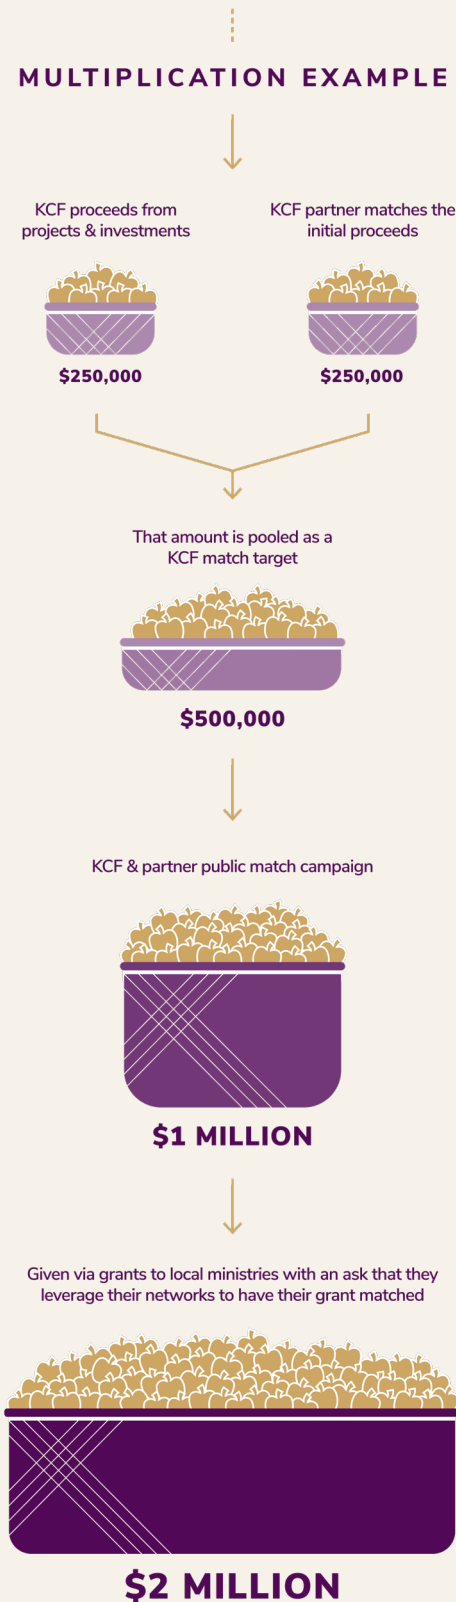 MULTIPLICATION EXAMPLE
KCF proceeds from
projects & investments
$250,000
KCF partner matches the
initial proceeds
$250,000
That amount is pooled as a
KCF match target
$500,000
KCF & partner public match campaign
$1 MILLION
Given via grants to local ministries with an ask that they
leverage their networks to have their grant matched
$2 MILLION